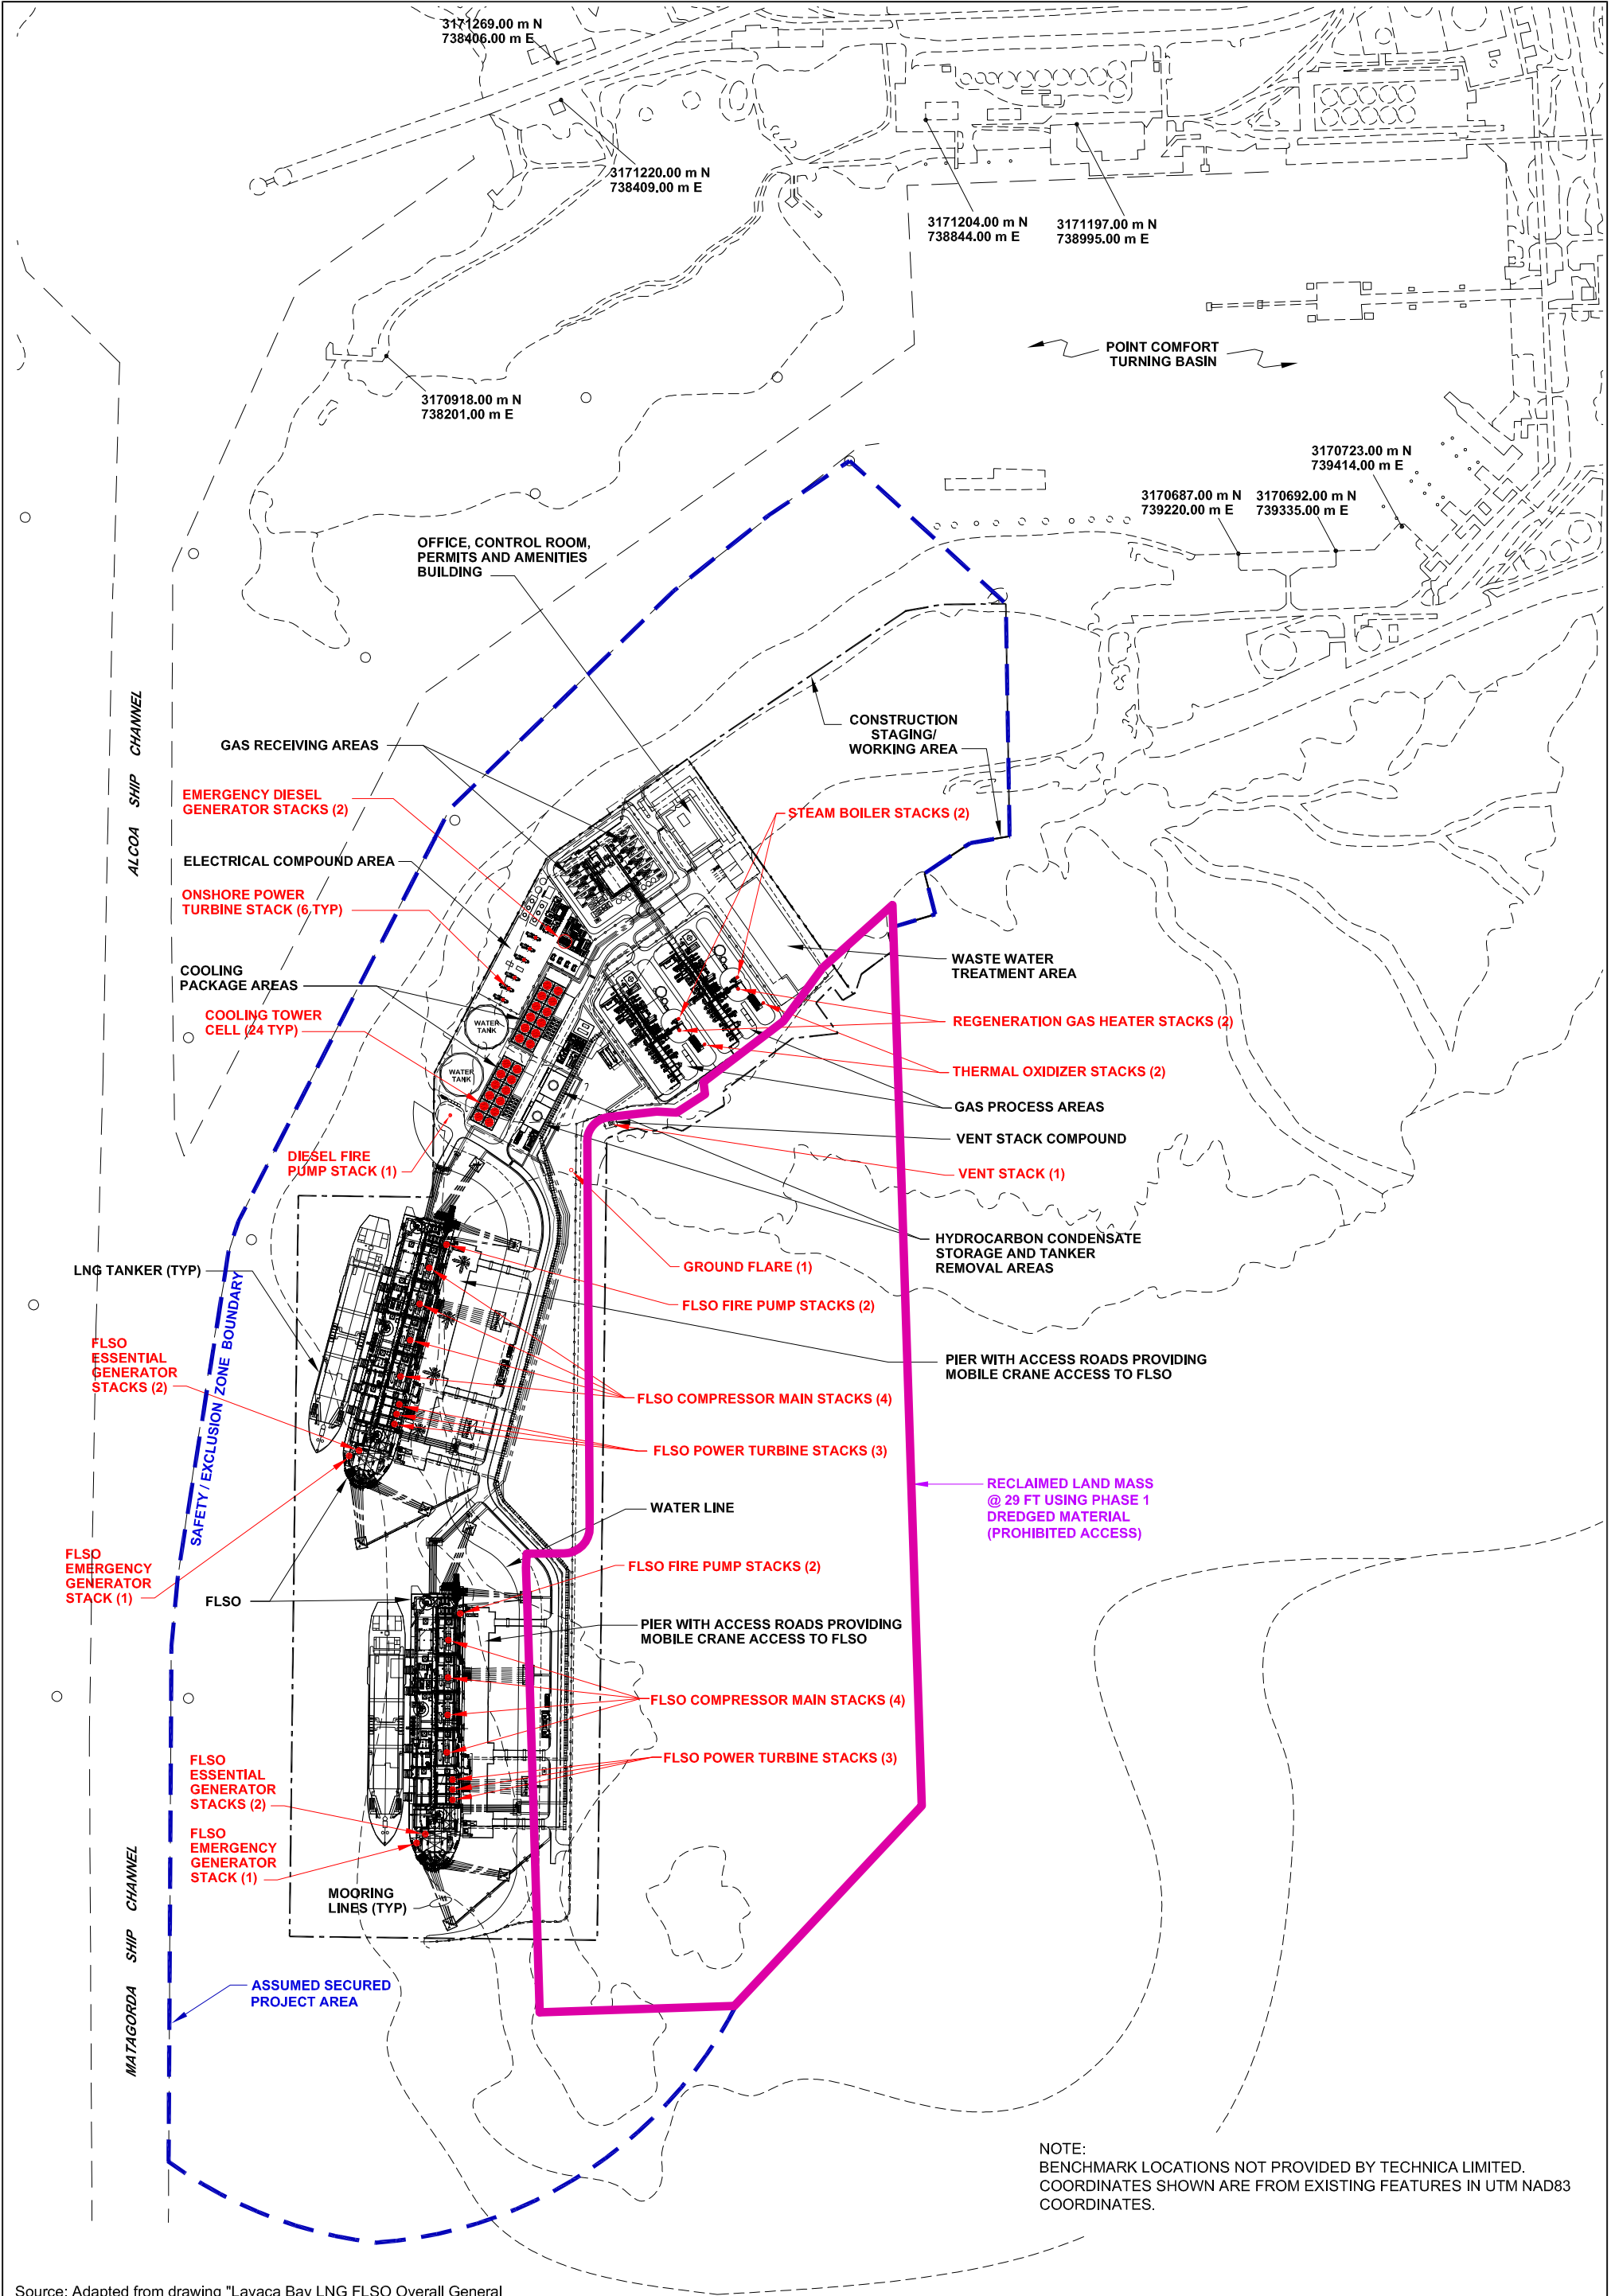 3171269.00 m N
738406.00 m E
3171220.00 m N
738409.00 m E
3171204.00 m N
738844.00 m E
3171197.00 m N
738995.00 m E
POINT COMFORT
TURNING BASIN
3170918.00 m N
738201.00 m E
3170723.00 m N
739414.00 m E
3170687.00 m N
739220.00 m E
3170692.00 m N
739335.00 m E
OFFICE, CONTROL ROOM,
PERMITS AND AMENITIES
BUILDING
ALCOA SHIP CHANNEL
CONSTRUCTION
STAGING/
WORKING AREA
GAS RECEIVING AREAS
EMERGENCY DIESEL
GENERATOR STACKS (2)
STEAM BOILER STACKS (2)
ELECTRICAL COMPOUND AREA
ONSHORE POWER
TURBINE STACK (6 TYP)
WASTE WATER
TREATMENT AREA
COOLING
PACKAGE AREAS
COOLING TOWER
CELL (24 TYP)
WATER
TANK
WATER
TANK
REGENERATION GAS HEATER STACKS (2)
THERMAL OXIDIZER STACKS (2)
GAS PROCESS AREAS
VENT STACK COMPOUND
DIESEL FIRE
PUMP STACK (1)
VENT STACK (1)
HYDROCARBON CONDENSATE
STORAGE AND TANKER
REMOVAL AREAS
LNG TANKER (TYP)
GROUND FLARE (1)
FLSO FIRE PUMP STACKS (2)
SAFETY / EXCLUSION ZONE BOUNDARY
FLSO
ESSENTIAL
GENERATOR
STACKS (2)
PIER WITH ACCESS ROADS PROVIDING
MOBILE CRANE ACCESS TO FLSO
FLSO COMPRESSOR MAIN STACKS (4)
FLSO POWER TURBINE STACKS (3)
RECLAIMED LAND MASS
@ 29 FT USING PHASE 1
DREDGED MATERIAL
(PROHIBITED ACCESS)
WATER LINE
FLSO
EMERGENCY
GENERATOR
STACK (1)
FLSO
FLSO FIRE PUMP STACKS (2)
PIER WITH ACCESS ROADS PROVIDING
MOBILE CRANE ACCESS TO FLSO
FLSO COMPRESSOR MAIN STACKS (4)
FLSO POWER TURBINE STACKS (3)
FLSO
ESSENTIAL
GENERATOR
STACKS (2)
FLSO
EMERGENCY
GENERATOR
STACK (1)
MOORING
LINES (TYP)
MATAGORDA SHIP CHANNEL
ASSUMED SECURED
PROJECT AREA
NOTE:
BENCHMARK LOCATIONS NOT PROVIDED BY TECHNICA LIMITED.
COORDINATES SHOWN ARE FROM EXISTING FEATURES IN UTM NAD83
COORDINATES.
Source: Adapted from drawing "Lavaca Bay LNG FLSO Overall General